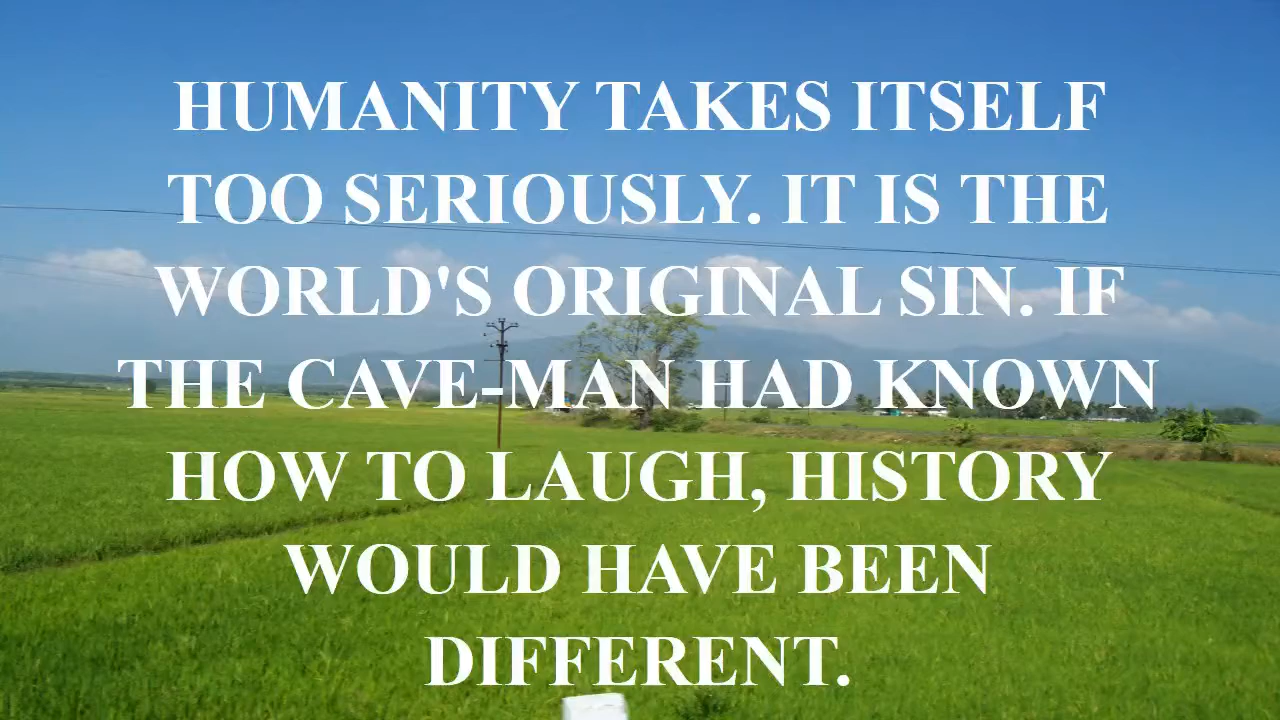 HUMANITY TAKES ITSELF
TOO SERIOUSLY. IT IS THE
WORLD'S ORIGINAL SIN. IF
THE CAVE-MAN HAD KNOWN
HOW TO LAUGH, HISTORY
WOULD HAVE BEEN
DIFFERENT.